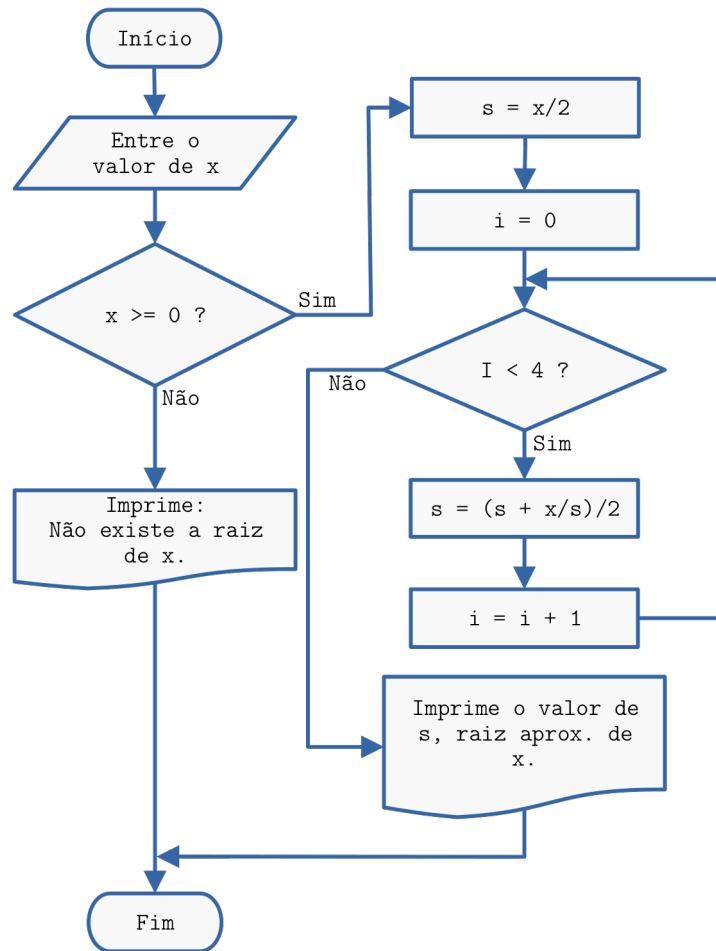 Início
Entre o
valor de x
x >= 0 ?
Sim
Não
Imprime:
Não existe a raiz
de x.
s = x/2
i = 0
I < 4 ?
Não
Sim
s = (s + x/s)/2
i = i + 1
Imprime o valor de
s, raiz aprox. de
x.
Fim